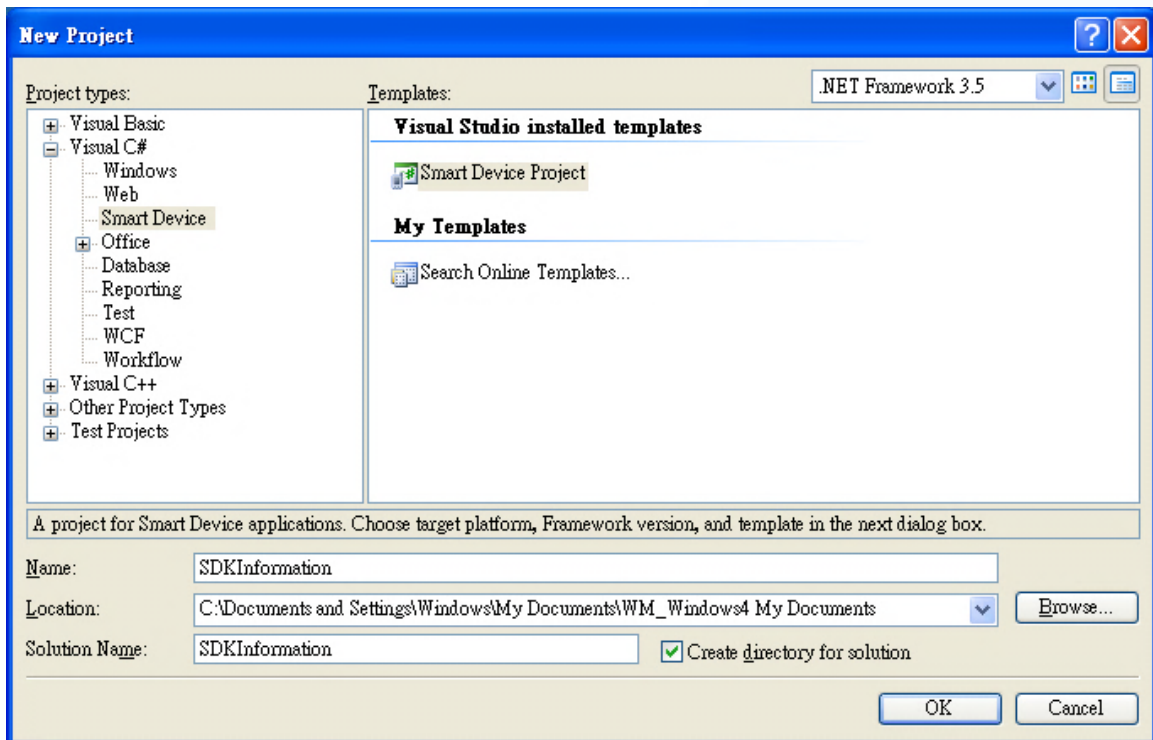 New Project
Project types:
Templates:
.NET Framework 3.5
Visual Basic
Visual C#
Windows
Web
Smart Device
Office
Database
Reporting
Test
WCF
Workflow
Visual C++
Other Project Types
Test Projects
Visual Studio installed templates
Smart Device Project
My Templates
Search Online Templates...
A project for Smart Device applications. Choose target platform, Framework version, and template in the next dialog box.
Name:
SDKInformation
Location:
C:\Documents and Settings\Windows\My Documents\WM_Windows4 My Documents
Browse...
Solution Name:
SDKInformation
Create directory for solution
OK
Cancel